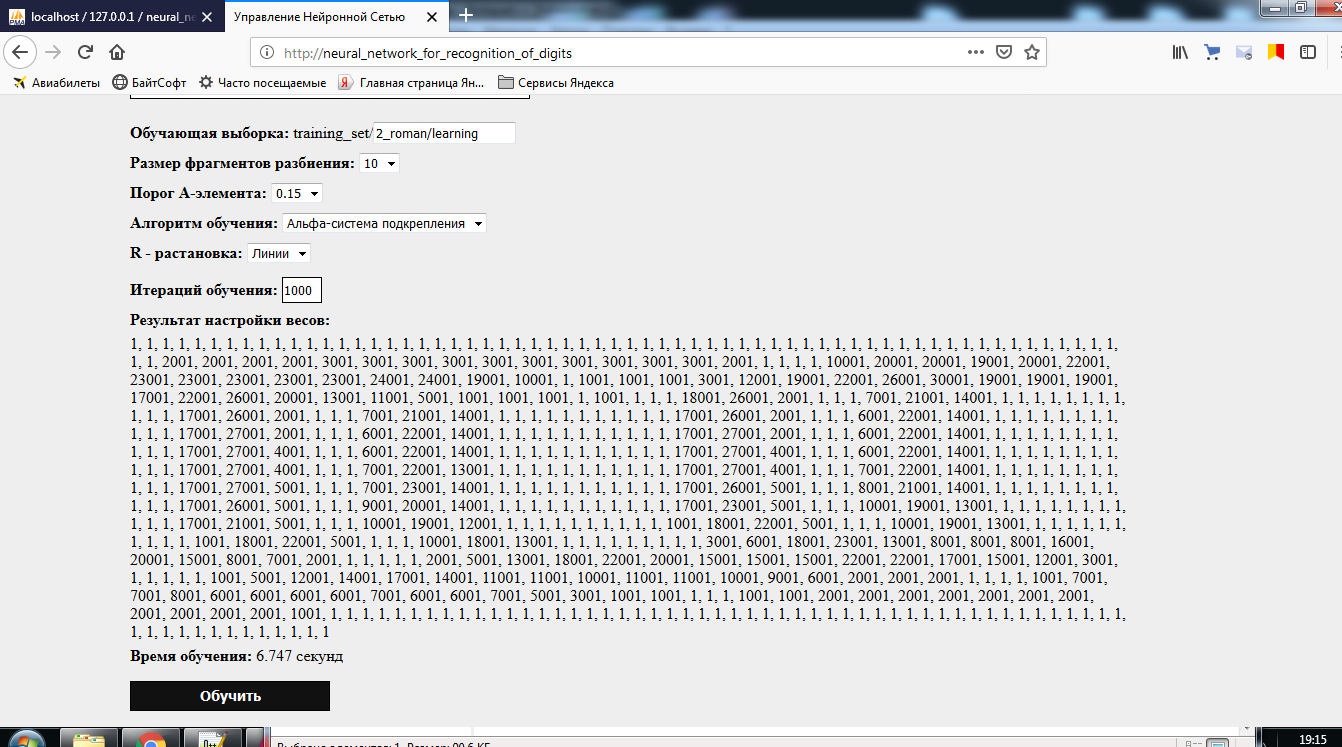 localhost / 127.0.0.1 / neural_ne
Управление Нейронной Сетью
http://neural_network_for_recognition_of_digits
Авиабилеты БайтСофт Часто посещаемые Главная страница Ян... Сервисы Яндекса
Обучающая выборка: training_set/2_roman/learning
Размер фрагментов разбиения: 10
Порог А-элемента: 0.15
Алгоритм обучения: Альфа-система подкрепления
R - растановка: Линии
Итераций обучения: 1000
Результат настройки весов:
1, 1, 1, 1, 1, 1, 1, 1, 1, 1, 1, 1, 1, 1, 1, 1, 1, 1, 1, 1, 1, 1, 1, 1, 1, 1, 1, 1, 1, 1, 1, 1, 1, 1, 1, 1, 1, 1, 1, 1, 1, 1, 1, 1, 1, 1, 1, 1, 1, 1, 1, 1, 1, 1, 1, 1, 1, 1, 1, 1, 1, 1,
1, 1, 2001, 2001, 2001, 2001, 3001, 3001, 3001, 3001, 3001, 3001, 3001, 3001, 3001, 3001, 2001, 1, 1, 1, 1, 10001, 20001, 20001, 19001, 20001, 22001,
23001, 23001, 23001, 23001, 23001, 24001, 24001, 19001, 10001, 1, 1001, 1001, 1001, 3001, 12001, 19001, 22001, 26001, 30001, 19001, 19001, 19001,
17001, 22001, 26001, 20001, 13001, 11001, 5001, 1001, 1001, 1001, 1, 1001, 1, 1, 1, 18001, 26001, 2001, 1, 1, 1, 7001, 21001, 14001, 1, 1, 1, 1, 1, 1, 1, 1,
1, 1, 1, 17001, 26001, 2001, 1, 1, 1, 7001, 21001, 14001, 1, 1, 1, 1, 1, 1, 1, 1, 1, 1, 1, 17001, 26001, 2001, 1, 1, 1, 6001, 22001, 14001, 1, 1, 1, 1, 1, 1, 1, 1,
1, 1, 1, 17001, 27001, 2001, 1, 1, 1, 6001, 22001, 14001, 1, 1, 1, 1, 1, 1, 1, 1, 1, 1, 1, 17001, 27001, 2001, 1, 1, 1, 6001, 22001, 14001, 1, 1, 1, 1, 1, 1, 1, 1,
1, 1, 1, 17001, 27001, 4001, 1, 1, 1, 6001, 22001, 14001, 1, 1, 1, 1, 1, 1, 1, 1, 1, 1, 1, 17001, 27001, 4001, 1, 1, 1, 6001, 22001, 14001, 1, 1, 1, 1, 1, 1, 1, 1,
1, 1, 1, 17001, 27001, 4001, 1, 1, 1, 7001, 22001, 13001, 1, 1, 1, 1, 1, 1, 1, 1, 1, 1, 1, 17001, 27001, 4001, 1, 1, 1, 7001, 22001, 14001, 1, 1, 1, 1, 1, 1, 1, 1,
1, 1, 1, 17001, 27001, 5001, 1, 1, 1, 7001, 23001, 14001, 1, 1, 1, 1, 1, 1, 1, 1, 1, 1, 1, 17001, 26001, 5001, 1, 1, 1, 8001, 21001, 14001, 1, 1, 1, 1, 1, 1, 1, 1,
1, 1, 1, 17001, 26001, 5001, 1, 1, 1, 9001, 20001, 14001, 1, 1, 1, 1, 1, 1, 1, 1, 1, 1, 1, 17001, 23001, 5001, 1, 1, 1, 10001, 19001, 13001, 1, 1, 1, 1, 1, 1, 1,
1, 1, 1, 17001, 21001, 5001, 1, 1, 1, 10001, 19001, 12001, 1, 1, 1, 1, 1, 1, 1, 1, 1, 1, 1001, 18001, 22001, 5001, 1, 1, 1, 10001, 19001, 13001, 1, 1, 1, 1, 1, 1,
1, 1, 1, 1, 1001, 18001, 22001, 5001, 1, 1, 1, 10001, 18001, 13001, 1, 1, 1, 1, 1, 1, 1, 1, 1, 3001, 6001, 18001, 23001, 13001, 8001, 8001, 8001, 16001,
20001, 15001, 8001, 7001, 2001, 1, 1, 1, 1, 1, 2001, 5001, 13001, 18001, 22001, 20001, 15001, 15001, 15001, 22001, 22001, 17001, 15001, 12001, 3001,
1, 1, 1, 1, 1, 1001, 5001, 12001, 14001, 17001, 14001, 11001, 11001, 10001, 11001, 11001, 10001, 9001, 6001, 2001, 2001, 2001, 1, 1, 1, 1, 1001, 7001,
7001, 8001, 6001, 6001, 6001, 6001, 7001, 6001, 6001, 7001, 5001, 3001, 1001, 1001, 1, 1, 1, 1001, 1001, 2001, 2001, 2001, 2001, 2001, 2001, 2001,
2001, 2001, 2001, 2001, 1001, 1, 1, 1, 1, 1, 1, 1, 1, 1, 1, 1, 1, 1, 1, 1, 1, 1, 1, 1, 1, 1, 1, 1, 1, 1, 1, 1, 1, 1, 1, 1, 1, 1, 1, 1, 1, 1, 1, 1, 1, 1, 1, 1, 1, 1, 1, 1, 1, 1, 1,
1, 1, 1, 1, 1, 1, 1, 1, 1, 1, 1, 1, 1
Время обучения: 6.747 секунд
Обучить
19:15